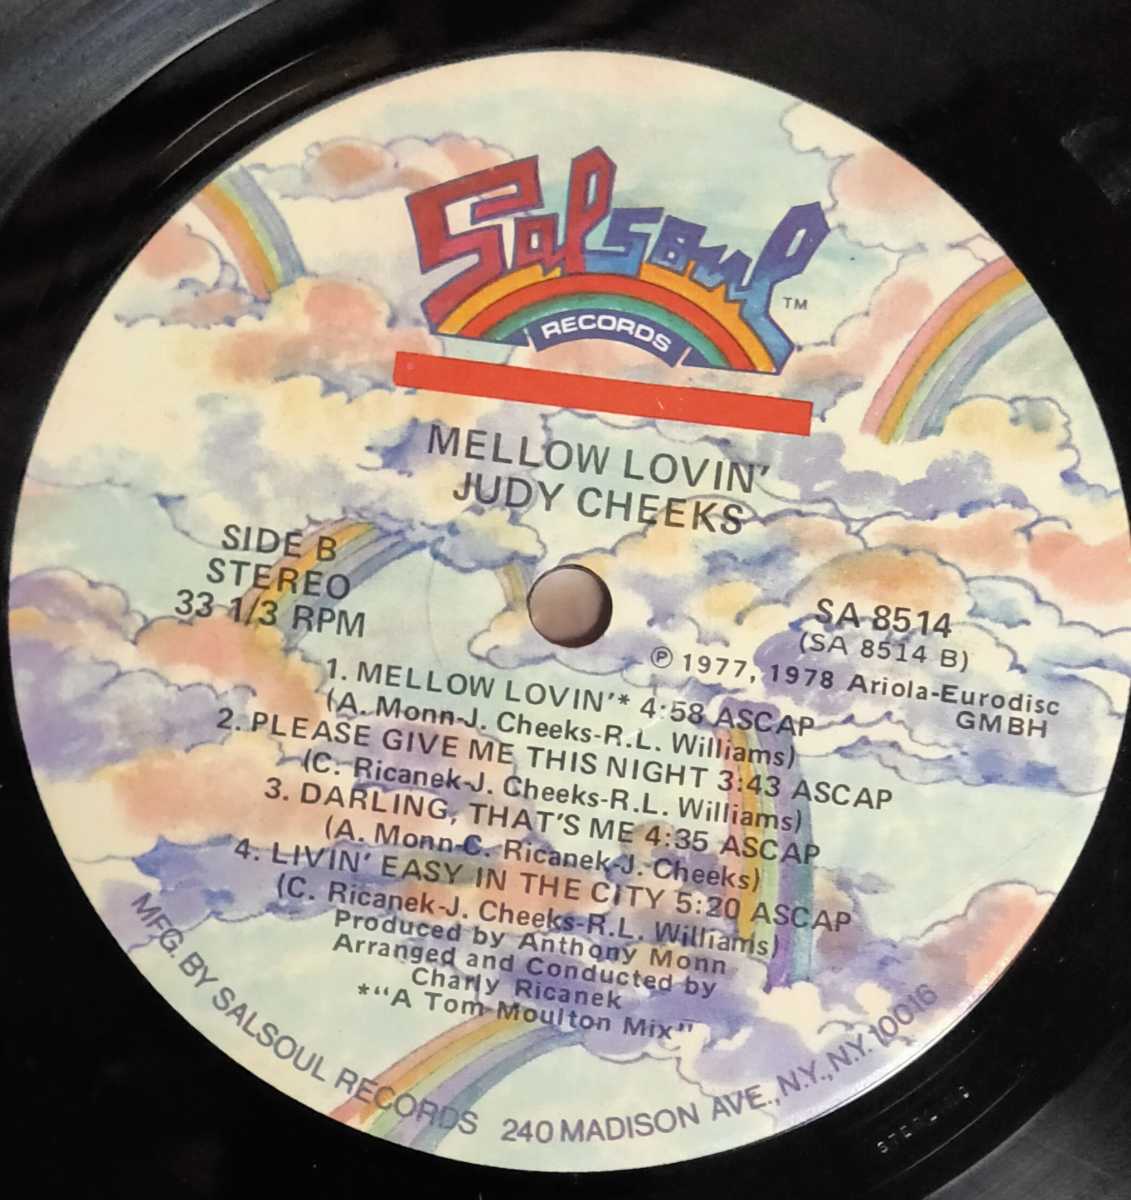 Salsoul
TM
RECORDS
MELLOW LOVIN'
JUDY CHEEKS
SIDE B
STEREO
33 1/3 RPM
SA 8514
(SA 8514 B)
℗ 1977, 1978 Ariola-Eurodisc
GMBH
1. MELLOW LOVIN'* 4:58 ASCAP
(A. Monn-J. Cheeks-R.L. Williams)
2. PLEASE GIVE ME THIS NIGHT 3:43 ASCAP
(C. Ricanek-J. Cheeks-R.L. Williams)
3. DARLING, THAT'S ME 4:35 ASCAP
(A. Monn-C. Ricanek-J. Cheeks)
4. LIVIN' EASY IN THE CITY 5:20 ASCAP
(C. Ricanek-J. Cheeks-R.L. Williams)
Produced by Anthony Monn
Arranged and Conducted by
Charly Ricanek
*"A Tom Moulton Mix"
MFG. BY SALSOUL RECORDS 240 MADISON AVE., N.Y., N.Y. 10016